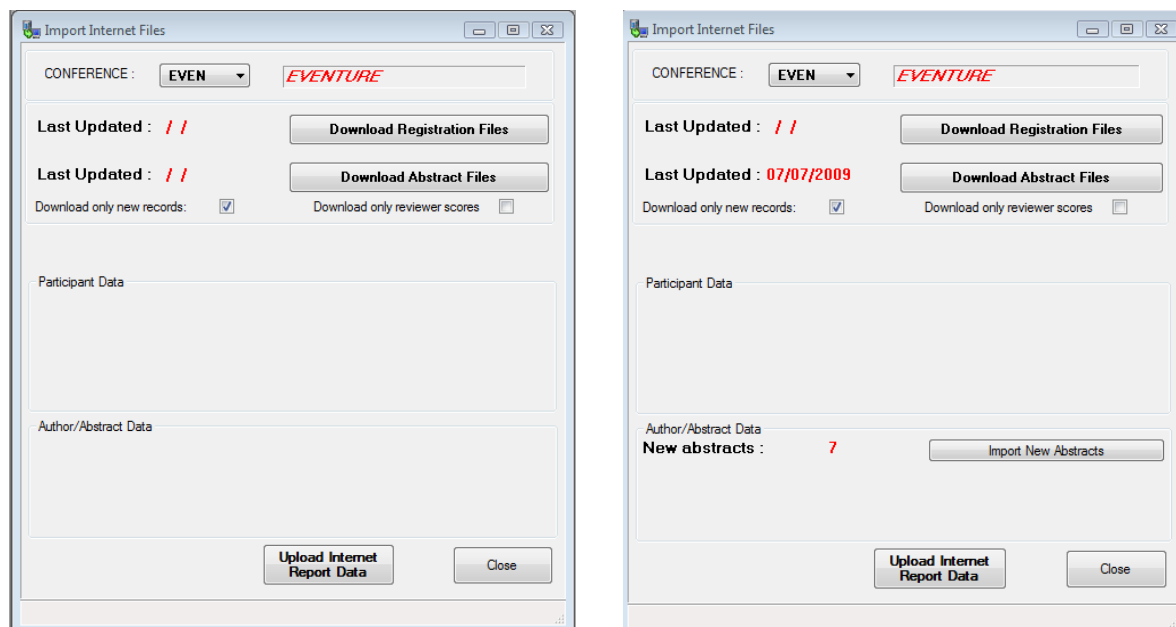 Import Internet Files
CONFERENCE : EVEN EVENTURE
Last Updated : / / Download Registration Files
Last Updated : / / Download Abstract Files
Download only new records: Download only reviewer scores
Participant Data
Author/Abstract Data
Upload Internet
Report Data
Close
Import Internet Files
CONFERENCE : EVEN EVENTURE
Last Updated : / / Download Registration Files
Last Updated : 07/07/2009 Download Abstract Files
Download only new records: Download only reviewer scores
Participant Data
Author/Abstract Data
New abstracts : 7 Import New Abstracts
Upload Internet
Report Data
Close